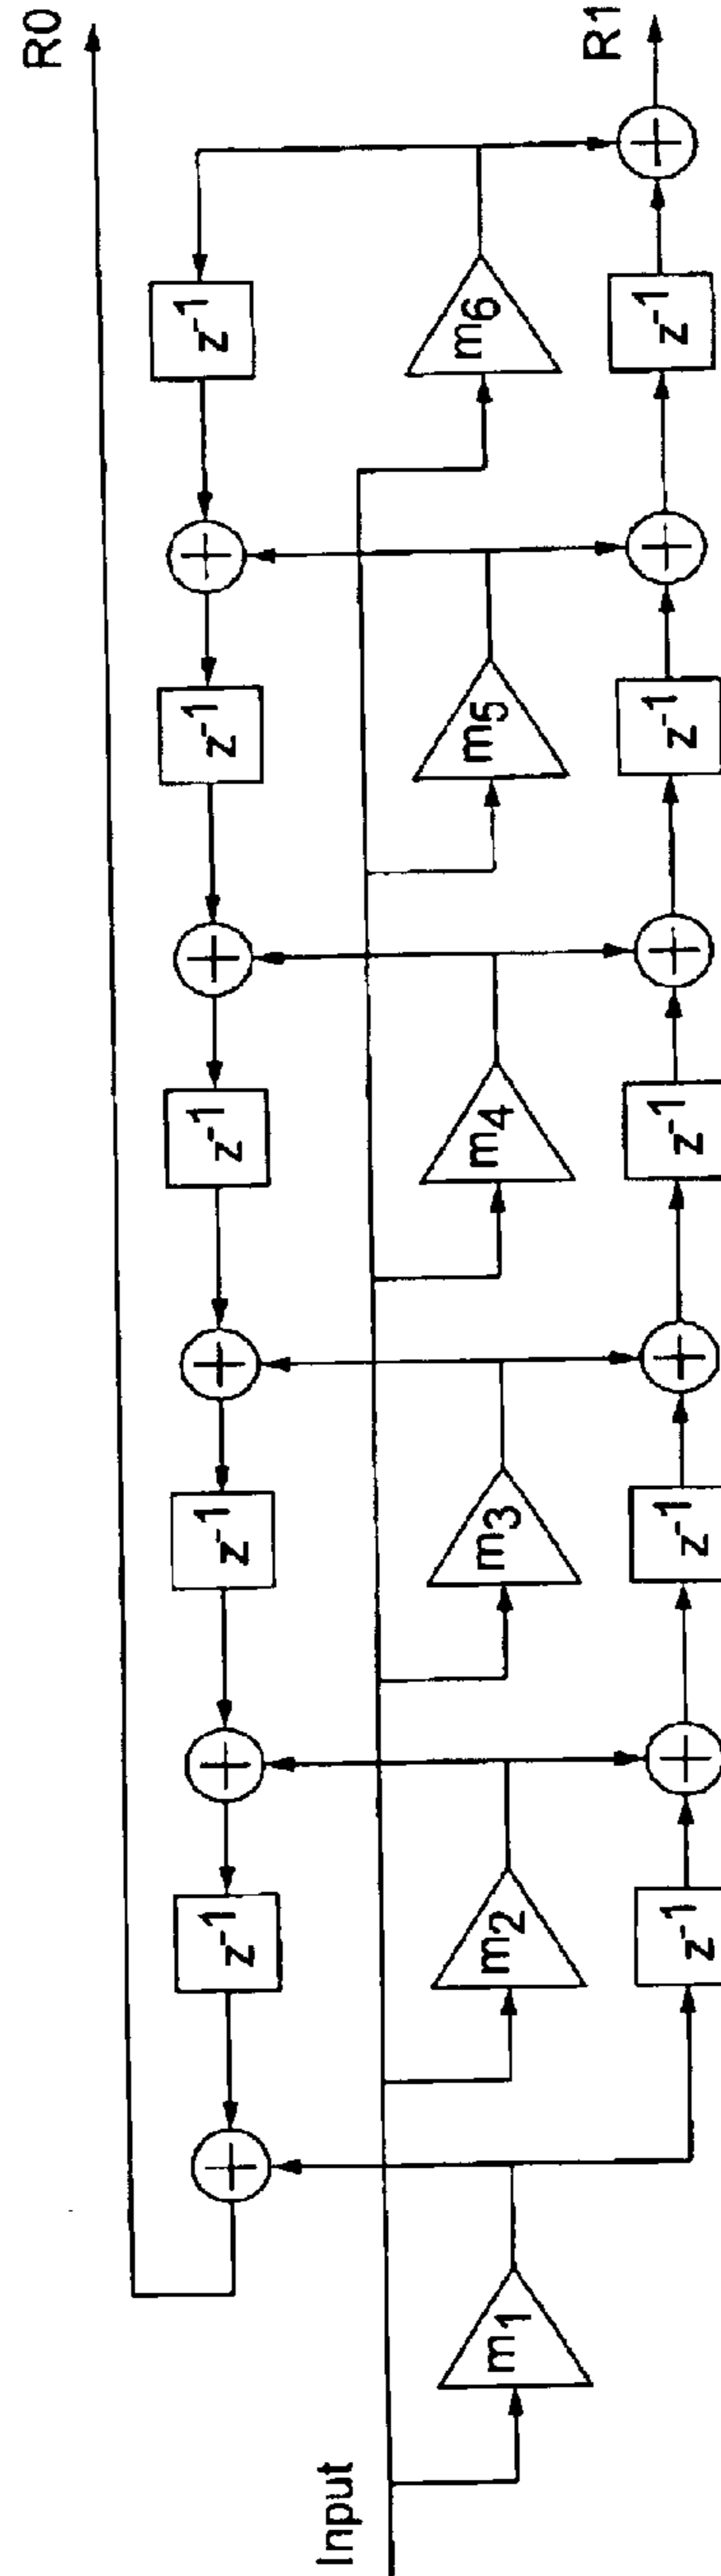 R0
z⁻¹ z⁻¹ z⁻¹ z⁻¹ z⁻¹
Input
m₁ m₂ m₃ m₄ m₅ m₆
z⁻¹ z⁻¹ z⁻¹ z⁻¹ z⁻¹
R1